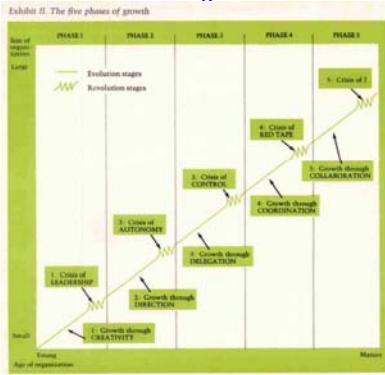 Exhibit II. The five phases of growth
PHASE 1
PHASE 2
PHASE 3
PHASE 4
PHASE 5
Size of
organi-
zation
Large
Evolution stages
Revolution stages
5: Crisis of ?
4: Crisis of
RED TAPE
3: Crisis of
CONTROL
5: Growth through
COLLABORATION
2: Crisis of
AUTONOMY
4: Growth through
COORDINATION
1: Crisis of
LEADERSHIP
3: Growth through
DELEGATION
2: Growth through
DIRECTION
Small
1: Growth through
CREATIVITY
Young
Mature
Age of organization